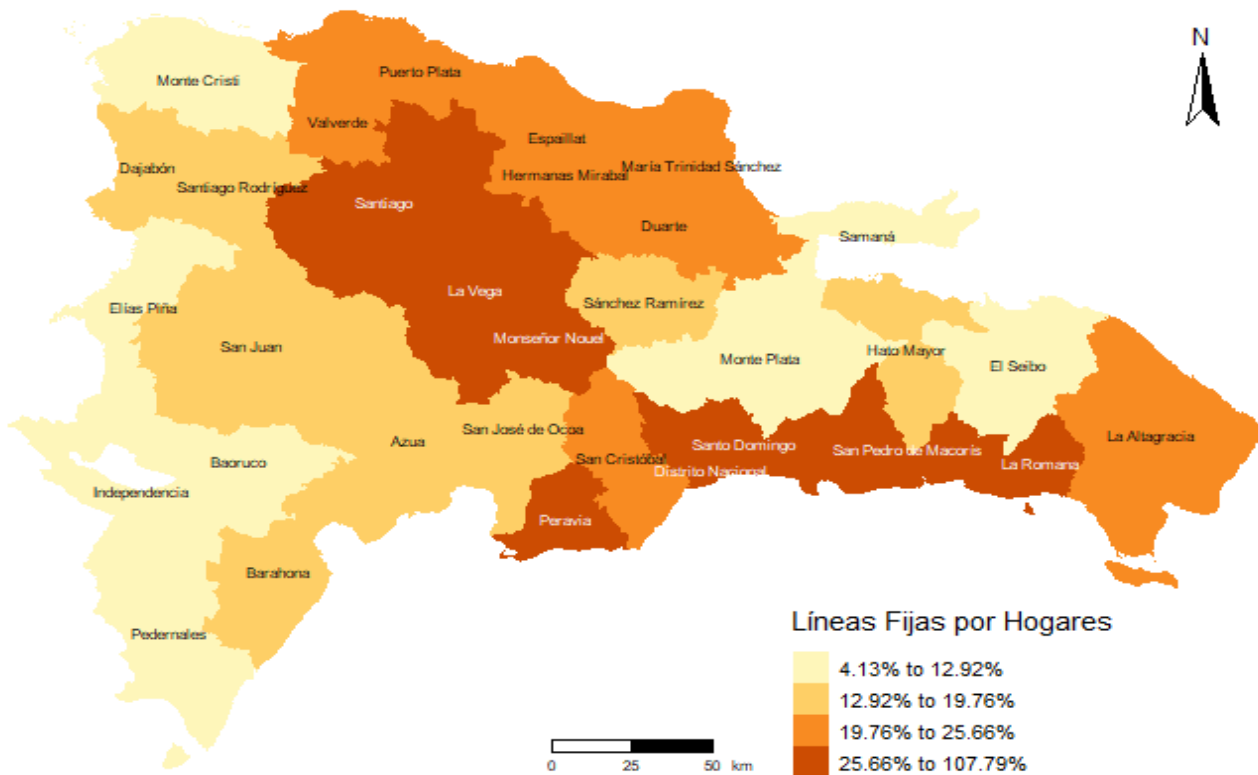 N
Monte Cristi
Puerto Plata
Valverde
Espaillat
Dajabón
María Trinidad Sánchez
Hermanas Mirabal
Santiago Rodríguez
Santiago
Duarte
Samaná
La Vega
Elías Piña
Sánchez Ramírez
Monseñor Nouel
San Juan
Hato Mayor
Monte Plata
El Seibo
San José de Ocoa
Azua
Santo Domingo
La Altagracia
San Pedro de Macorís
San Cristóbal
Baoruco
La Romana
Distrito Nacional
Independencia
Peravia
Barahona
Pedernales
Líneas Fijas por Hogares
4.13% to 12.92%
12.92% to 19.76%
19.76% to 25.66%
25.66% to 107.79%
0 25 50 km